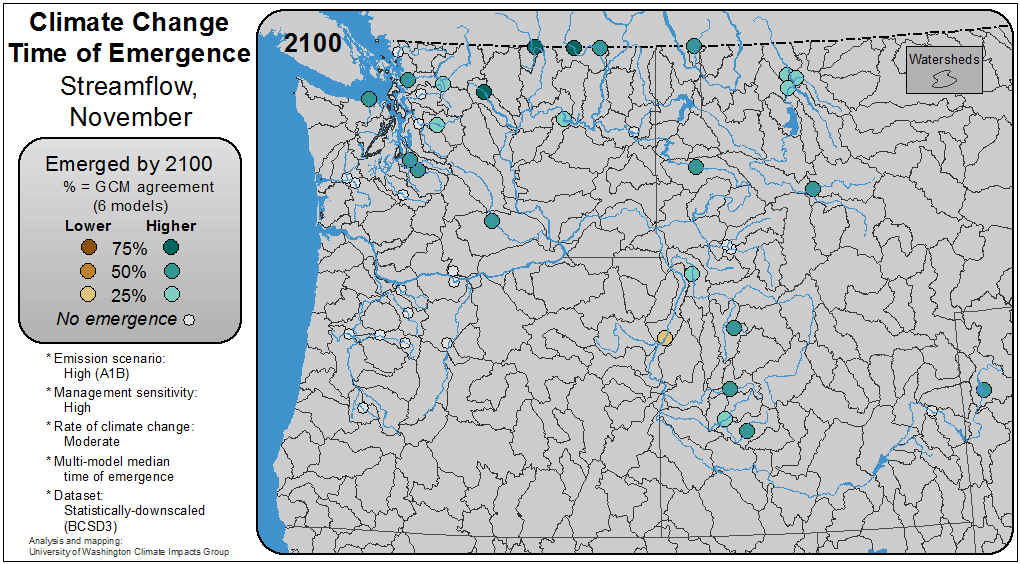 Climate Change
Time of Emergence
Streamflow,
November
Emerged by 2100
% = GCM agreement
(6 models)
Lower Higher
75%
50%
25%
No emergence
* Emission scenario:
High (A1B)
* Management sensitivity:
High
* Rate of climate change:
Moderate
* Multi-model median
time of emergence
* Dataset:
Statistically-downscaled
(BCSD3)
Analysis and mapping:
University of Washington Climate Impacts Group
2100
Watersheds